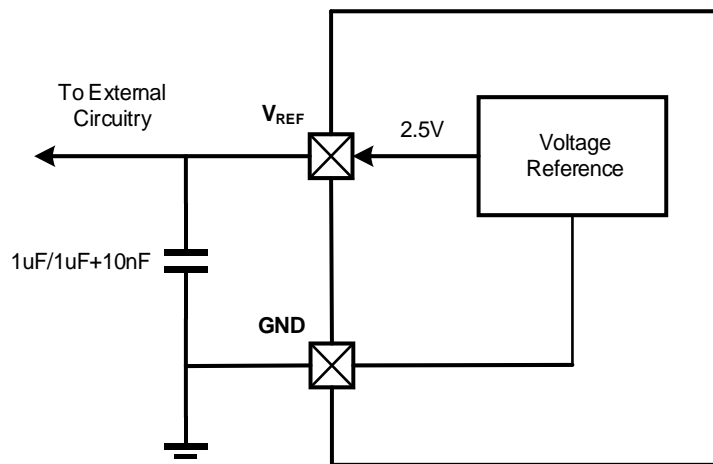 To External
Circuitry
VREF
2.5V
Voltage
Reference
1uF/1uF+10nF
GND